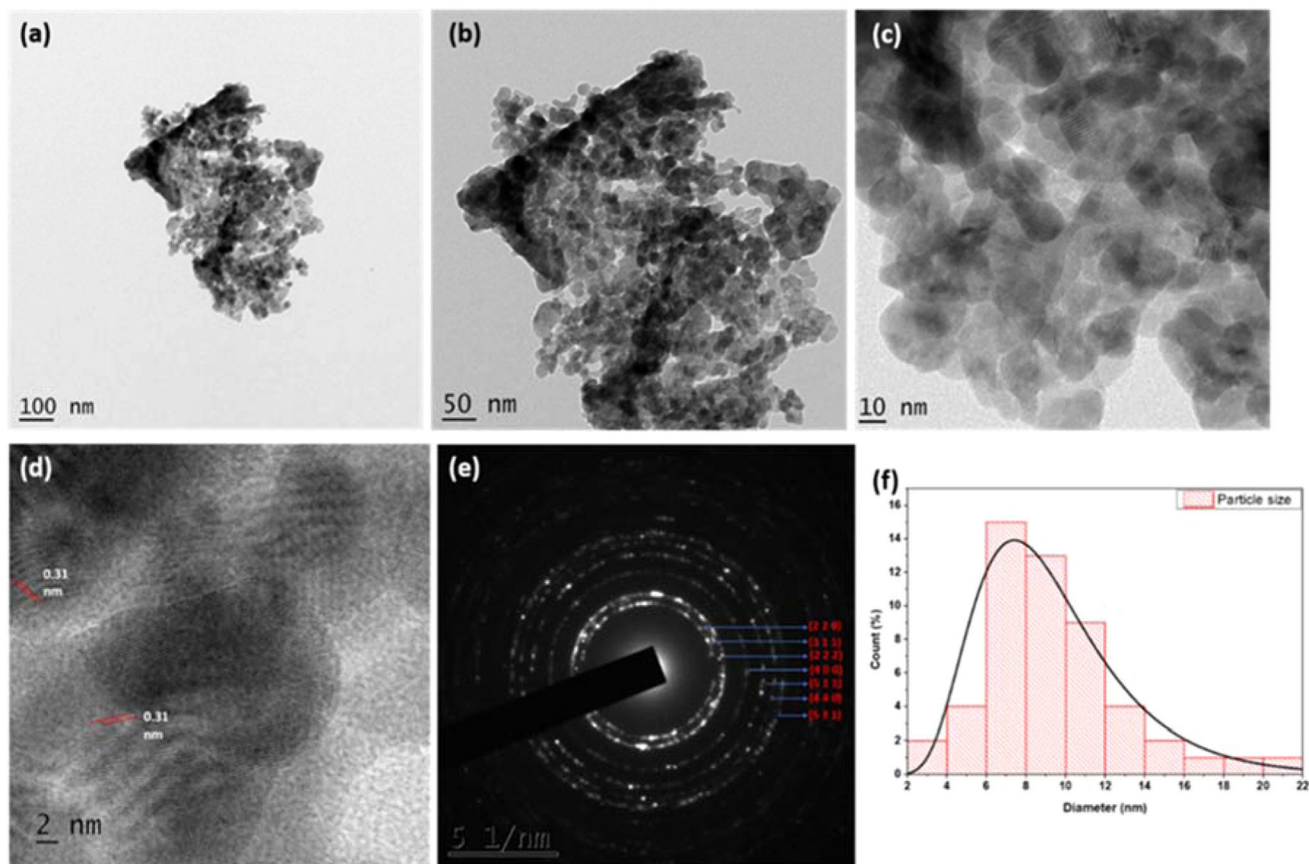 (a)
100 nm
(b)
50 nm
(c)
10 nm
(d)
0.31
nm
0.31
nm
2 nm
(e)
(2 2 0)
(3 1 1)
(2 2 2)
(4 0 0)
(5 1 1)
(4 4 0)
(5 3 1)
5 1/nm
(f)
Particle size
16
14
12
10
8
6
4
2
0
Count (%)
2 4 6 8 10 12 14 16 18 20 22
Diameter (nm)